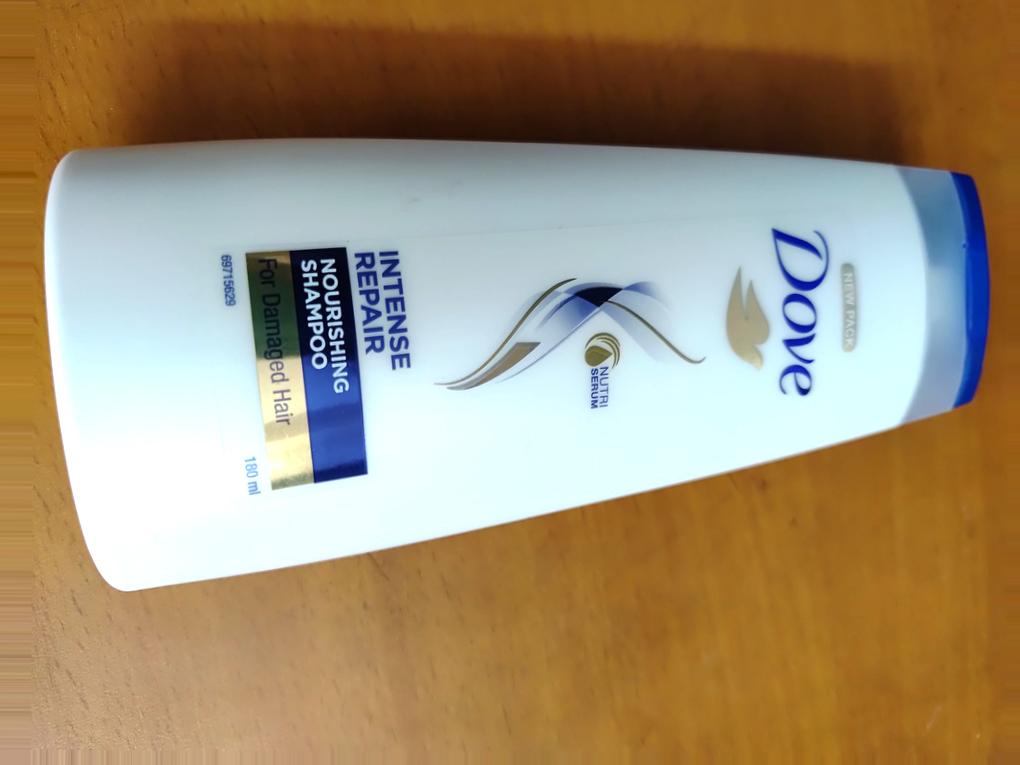 NEW PACK
Dove
NUTRI
SERUM
INTENSE
REPAIR
NOURISHING
SHAMPOO
For Damaged Hair
180 ml
69715629